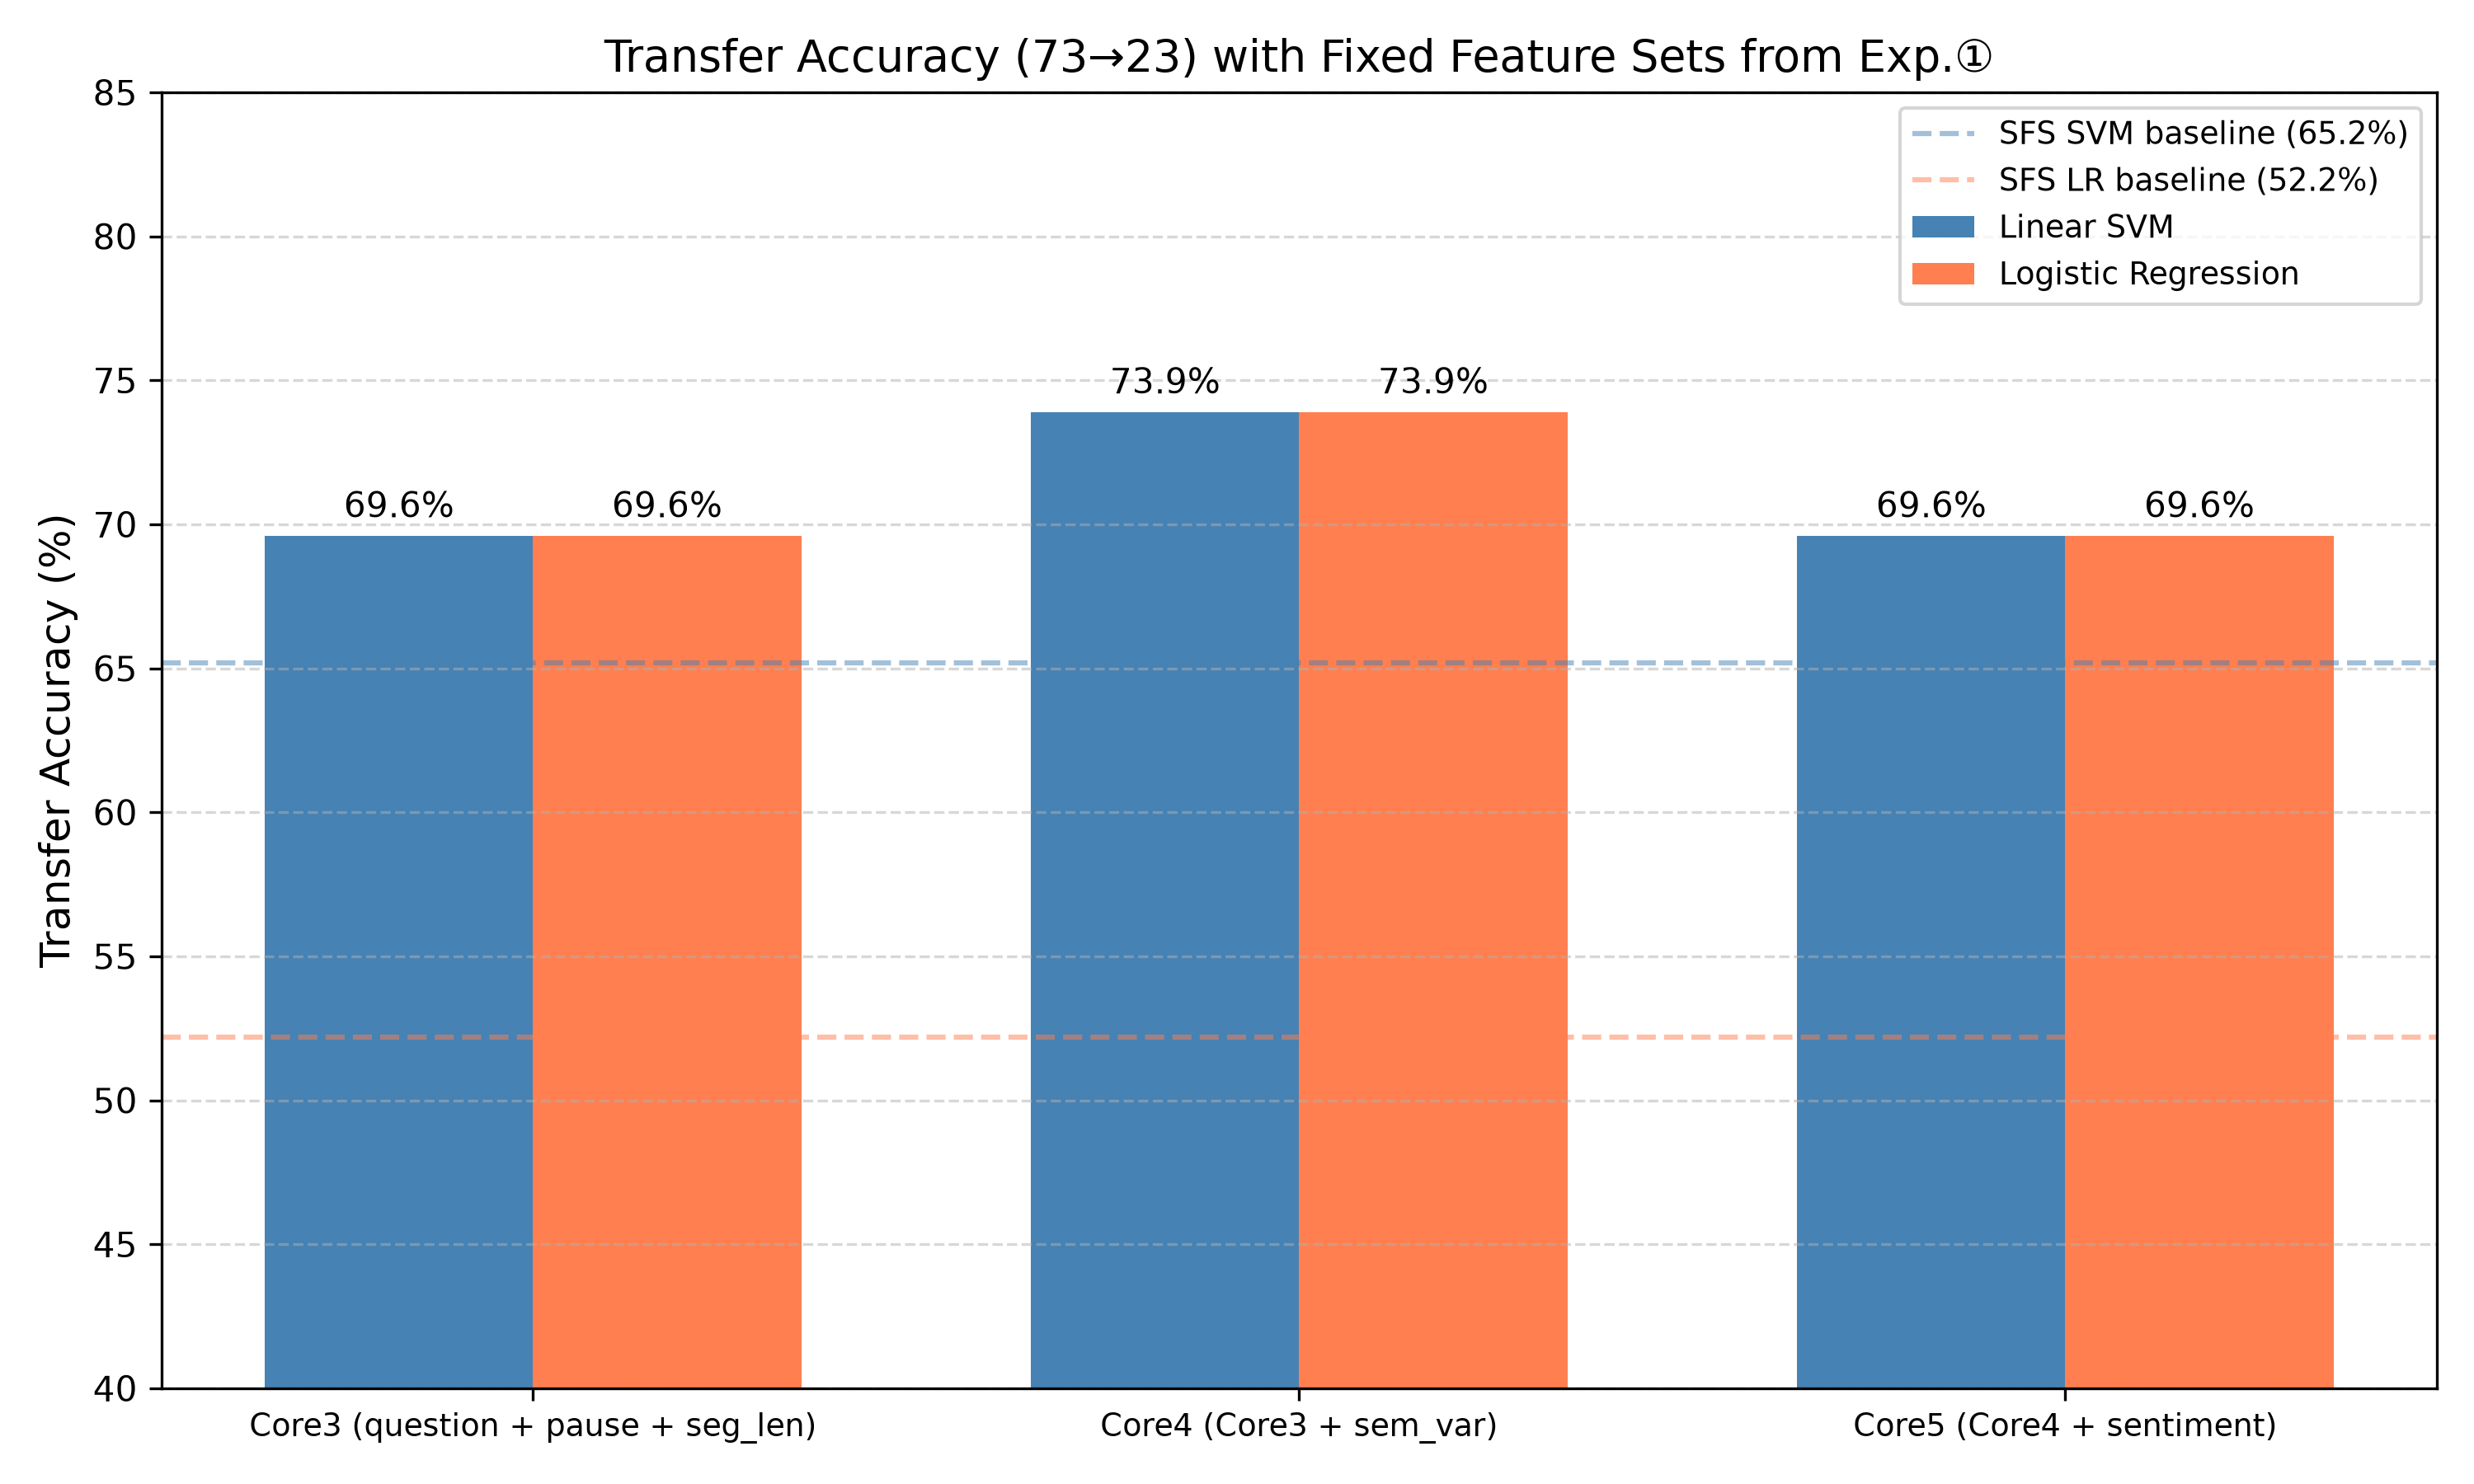 Transfer Accuracy (73→23) with Fixed Feature Sets from Exp.①
SFS SVM baseline (65.2%)
SFS LR baseline (52.2%)
Linear SVM
Logistic Regression
Transfer Accuracy (%)
85
80
75
70
65
60
55
50
45
40
69.6%
69.6%
73.9%
73.9%
69.6%
69.6%
Core3 (question + pause + seg_len)
Core4 (Core3 + sem_var)
Core5 (Core4 + sentiment)